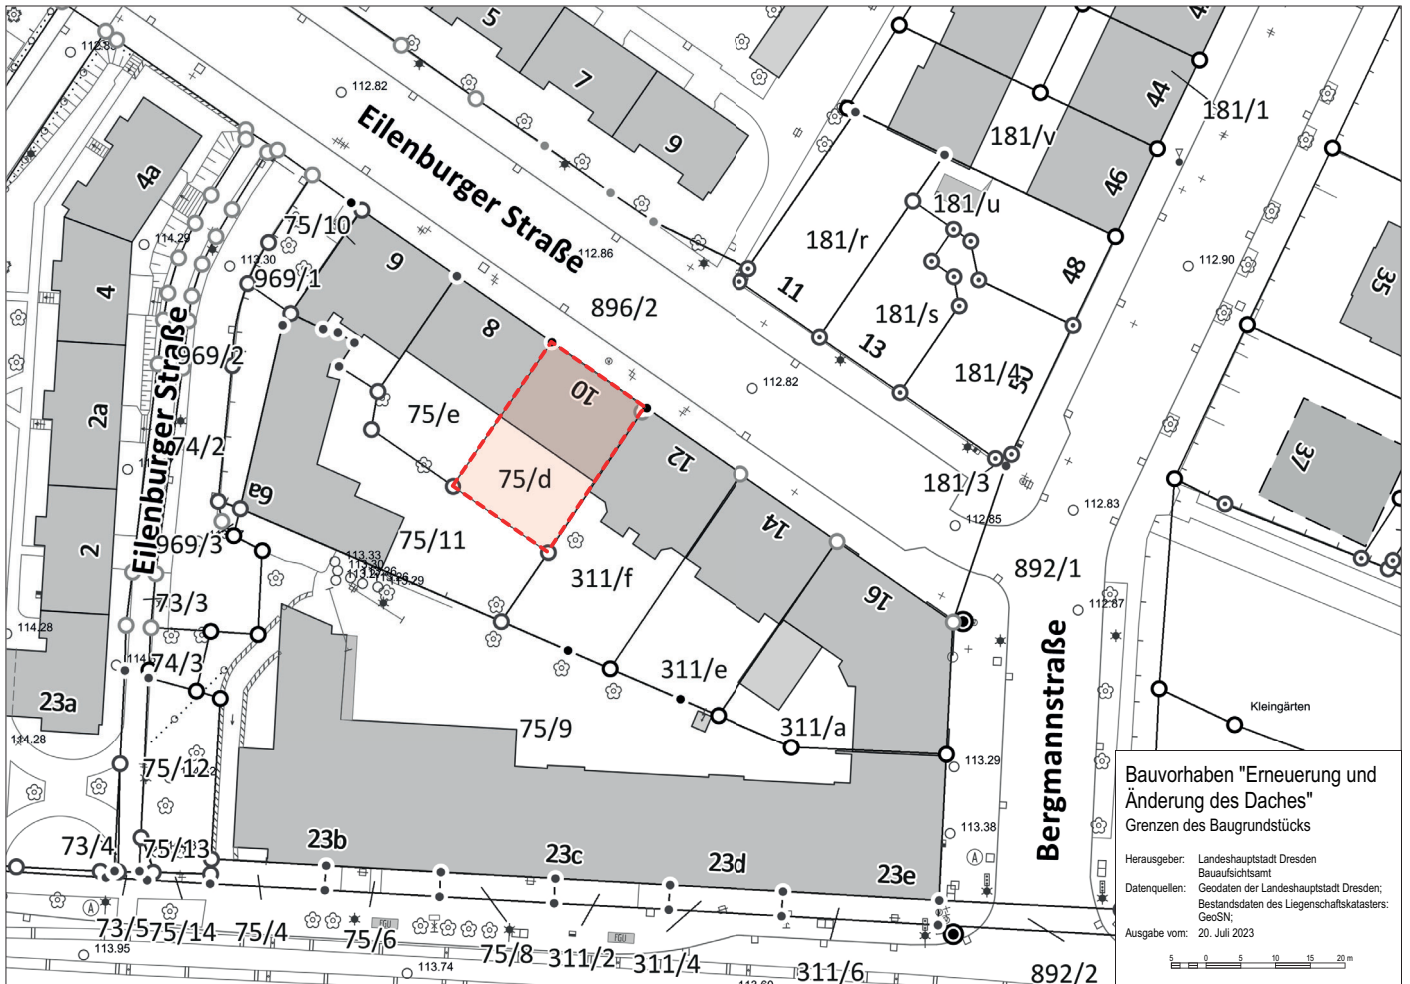 112.82
5
7
9
Eilenburger Straße
44
181/1
181/v
46
4a
181/u
75/10
114.29
113.30
9
181/r
112.86
48
112.90
35
969/1
4
11
896/2
8
181/s
13
969/2
10
112.82
181/4
50
75/e
2a
Eilenburger Straße
74/2
12
75/d
37
181/3
6a
14
112.85
112.83
969/3
2
75/11
113.33
113.29
311/f
892/1
16
73/3
112.87
114.28
74/3
311/e
Bergmannstraße
23a
Kleingärten
75/9
311/a
114.28
75/12
113.29
113.38
73/4
75/13
23b
23c
23d
23e
A
A
73/5
75/14
75/4
FGU
75/6
75/8
311/2
FGU
311/4
311/6
892/2
113.95
113.74
Bauvorhaben "Erneuerung und
Änderung des Daches"
Grenzen des Baugrundstücks
Herausgeber: Landeshauptstadt Dresden
Bauaufsichtsamt
Datenquellen: Geodaten der Landeshauptstadt Dresden;
Bestandsdaten des Liegenschaftskatasters:
GeoSN;
Ausgabe vom: 20. Juli 2023
5 0 5 10 15 20 m